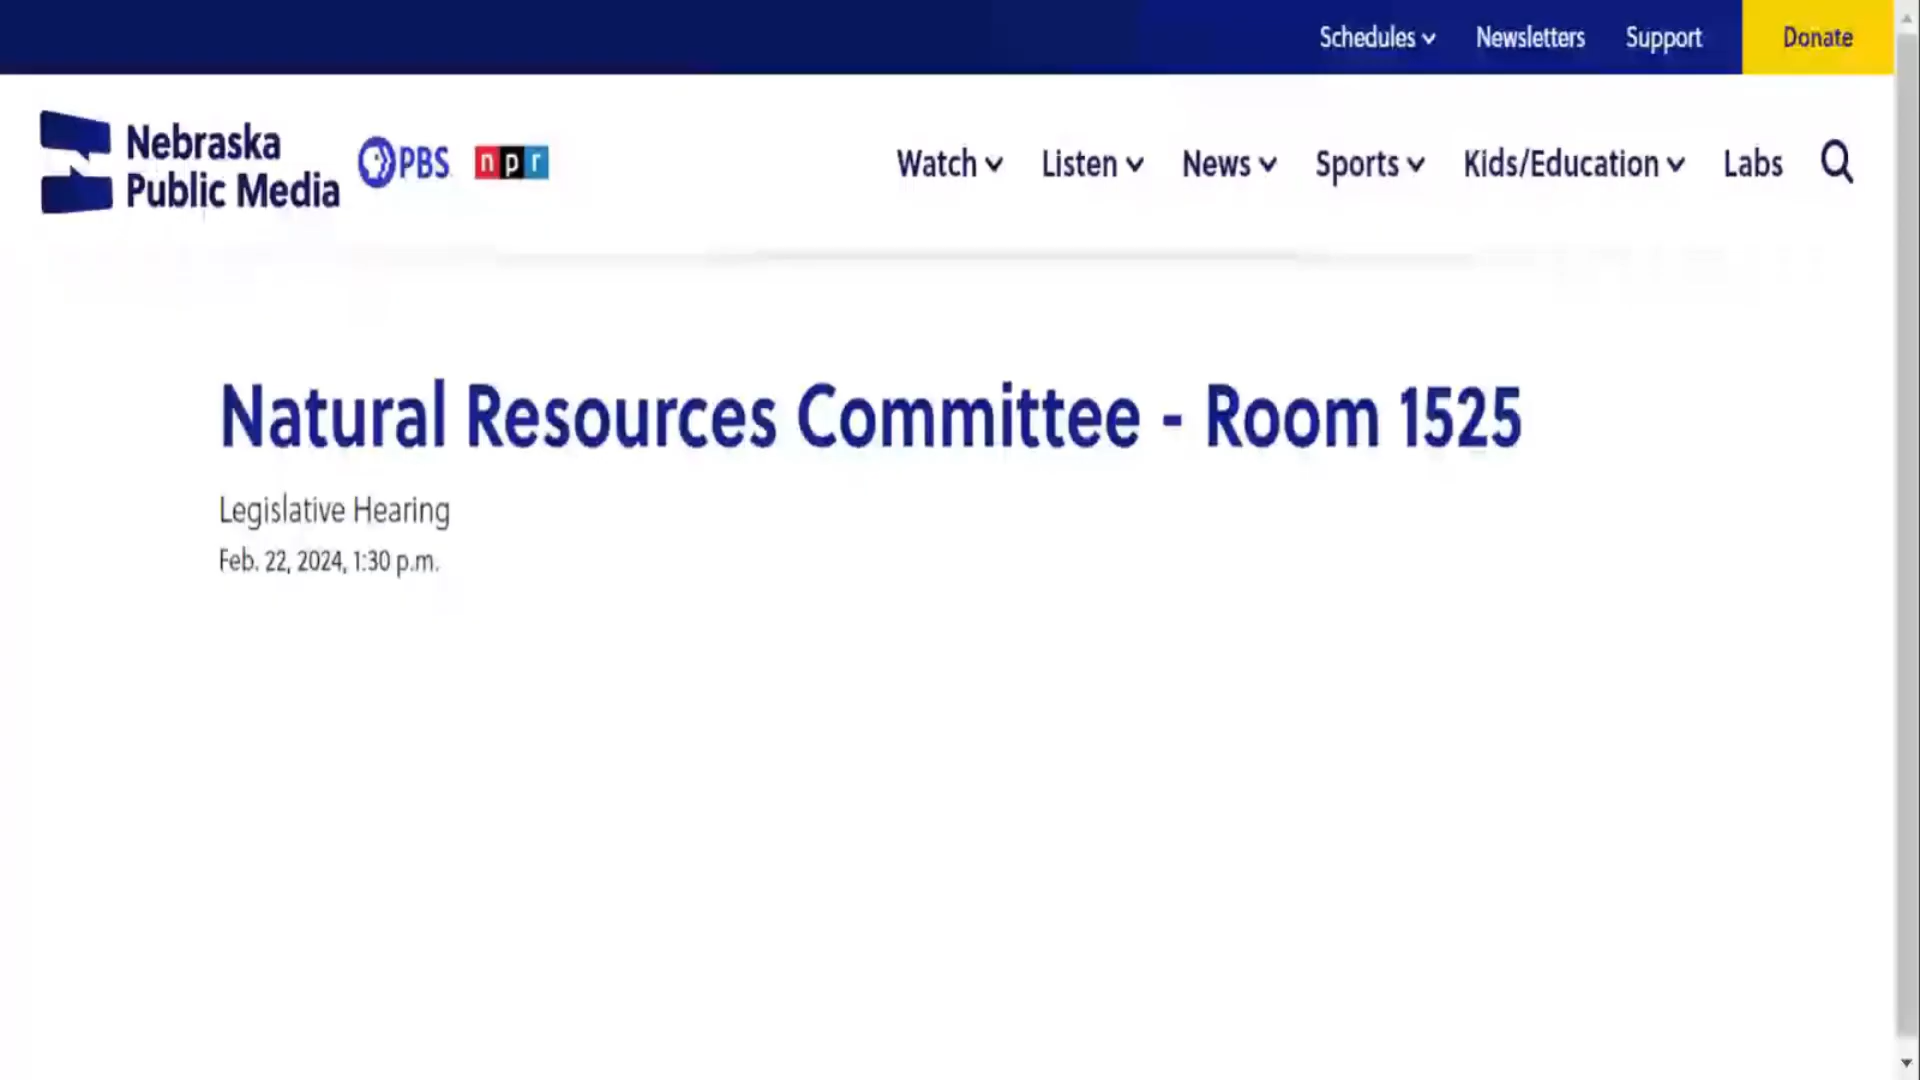 Schedules Newsletters Support Donate
Nebraska
Public Media
PBS
npr
Watch Listen News Sports Kids/Education Labs
Natural Resources Committee - Room 1525
Legislative Hearing
Feb. 22, 2024, 1:30 p.m.